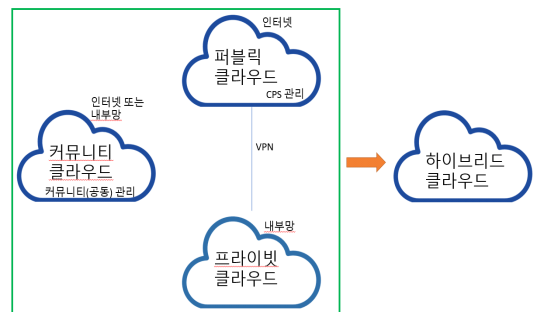 인터넷
퍼블릭
클라우드
CPS 관리
인터넷 또는
내부망
커뮤니티
클라우드
커뮤니티(공동) 관리
VPN
하이브리드
클라우드
내부망
프라이빗
클라우드